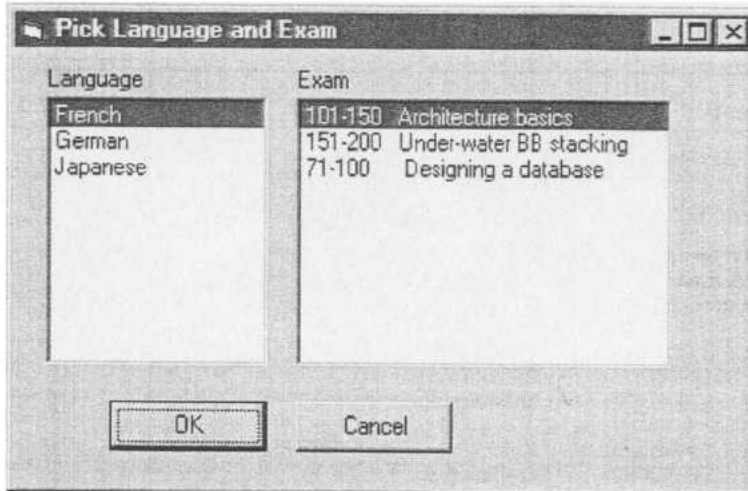 Pick Language and Exam
Language
French
German
Japanese
Exam
101-150 Architecture basics
151-200 Under-water BB stacking
71-100 Designing a database
OK
Cancel